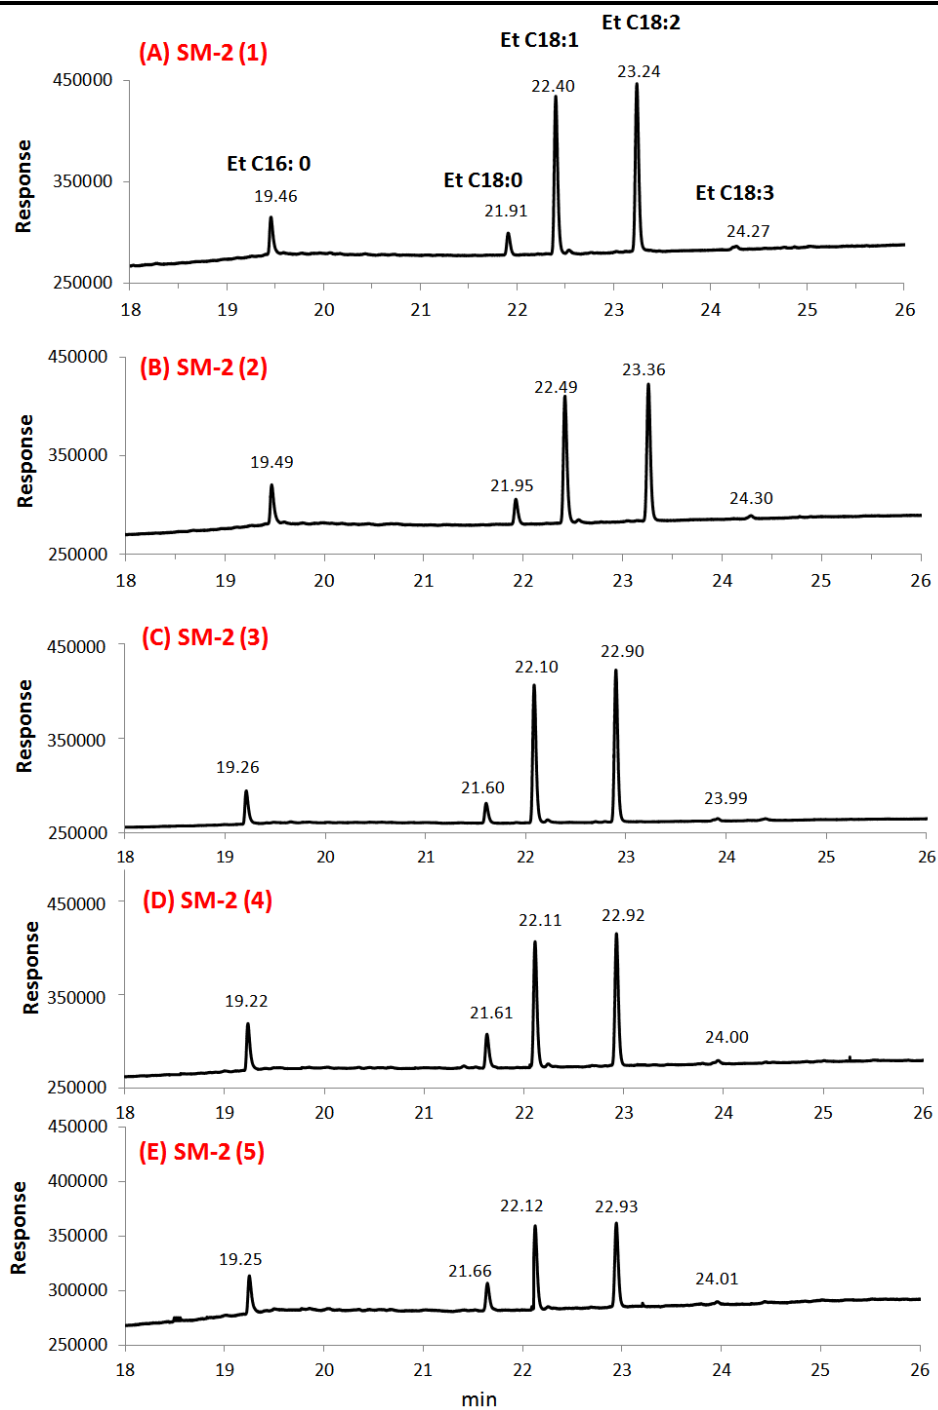 Et C18:2
Et C18:1
(A) SM-2 (1)
23.24
450000
22.40
Et C16: 0
350000
Et C18:0
Et C18:3
19.46
21.91
24.27
Response
250000
18 19 20 21 22 23 24 25 26
450000
(B) SM-2 (2)
23.36
22.49
350000
19.49
21.95
24.30
Response
250000
18 19 20 21 22 23 24 25 26
(C) SM-2 (3)
450000
22.90
22.10
350000
19.26
21.60
23.99
Response
250000
18 19 20 21 22 23 24 25 26
(D) SM-2 (4)
450000
22.11
22.92
350000
19.22
21.61
24.00
Response
250000
18 19 20 21 22 23 24 25 26
450000
(E) SM-2 (5)
400000
22.12
22.93
350000
19.25
21.66
24.01
300000
Response
250000
18 19 20 21 22 23 24 25 26
min